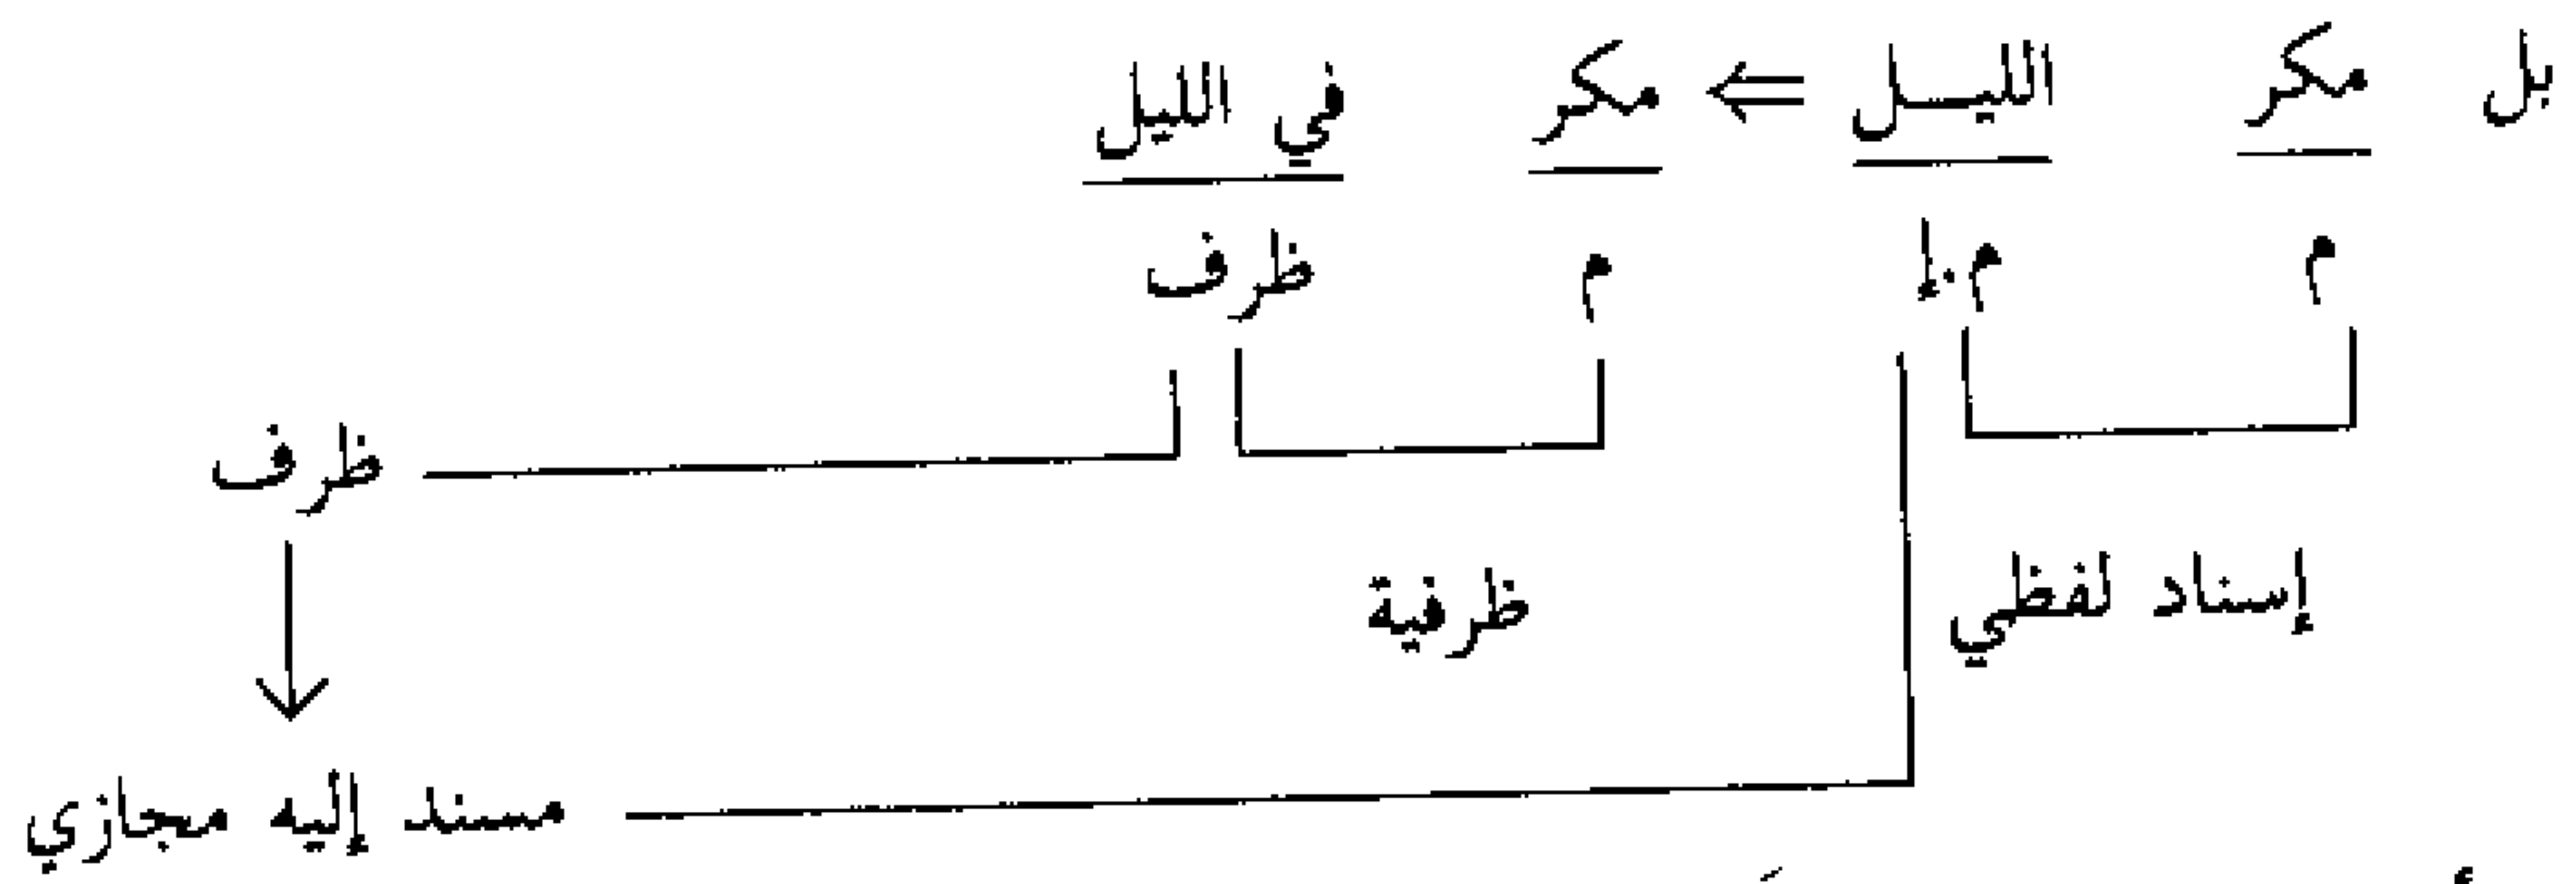 بل مكر الليل ⇐ مكر في الليل
م م.إ م ظرف
ظرف
إسناد لفظي ظرفية
مسند إليه مجازي